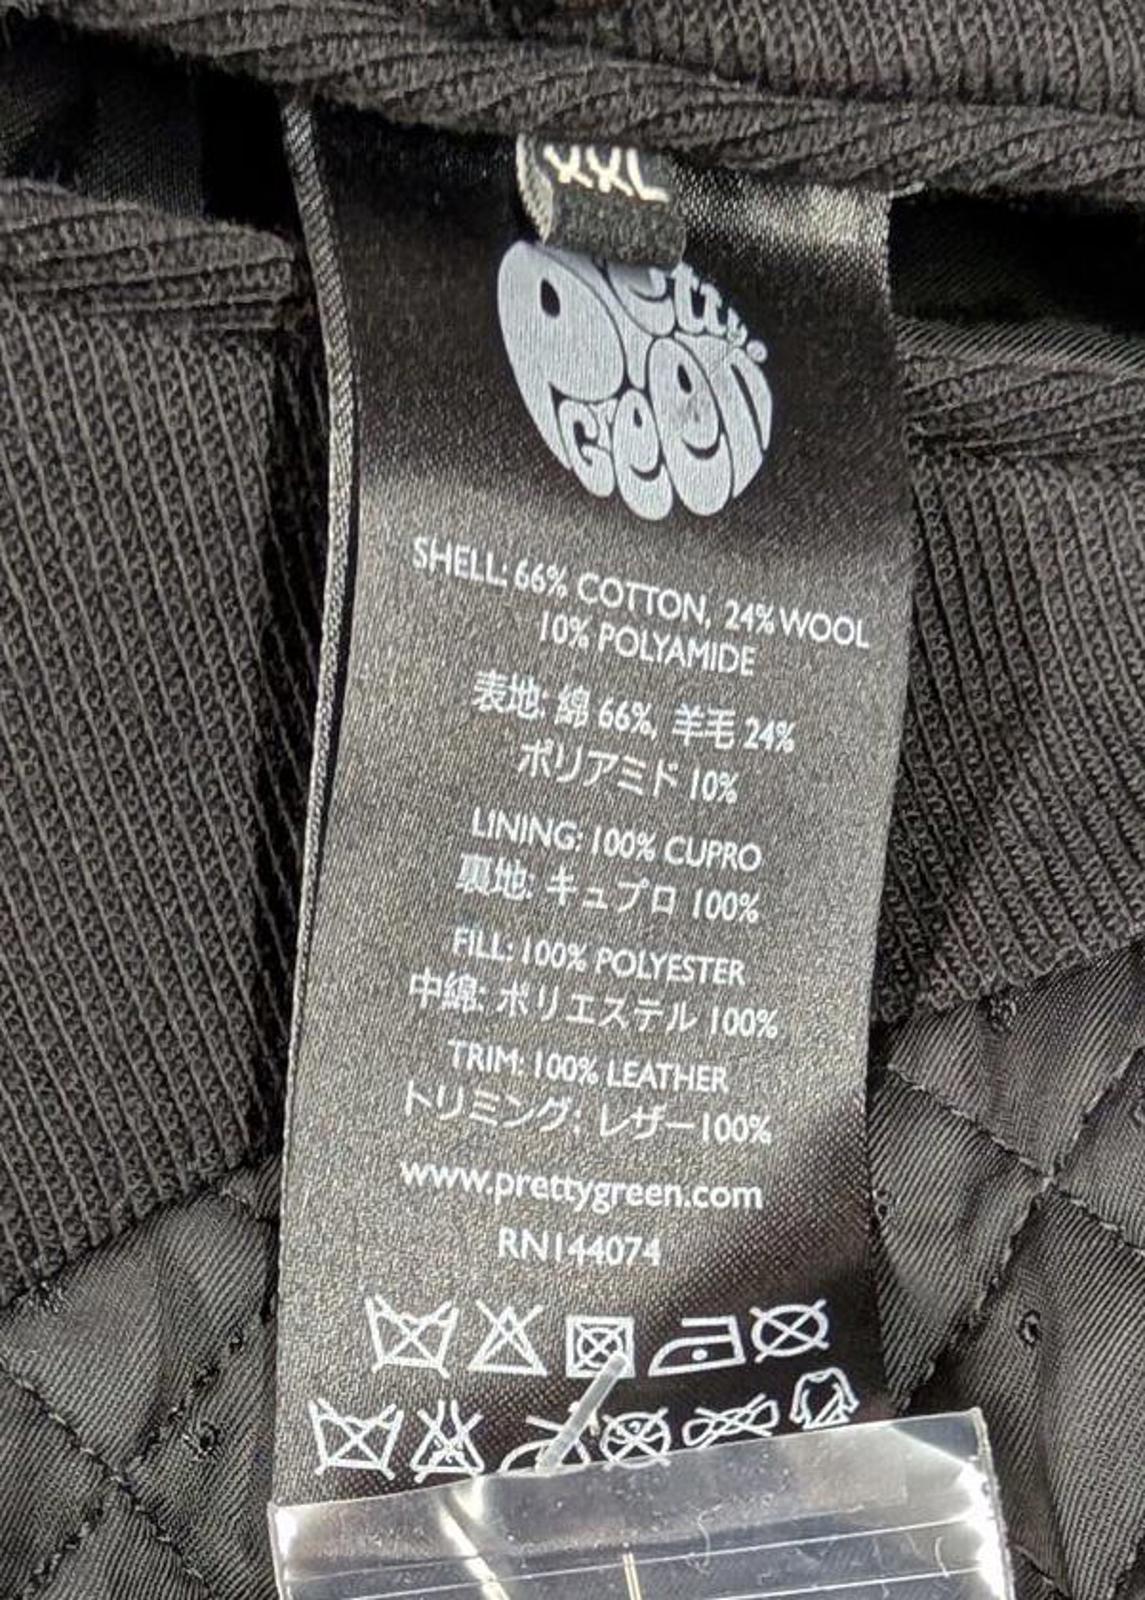 XXL
Pretty
Green
SHELL: 66% COTTON, 24% WOOL
10% POLYAMIDE
表地: 綿 66%, 羊毛 24%
ポリアミド 10%
LINING: 100% CUPRO
裏地: キュプロ 100%
FILL: 100% POLYESTER
中綿: ポリエステル 100%
TRIM: 100% LEATHER
トリミング: レザー 100%
www.prettygreen.com
RN144074